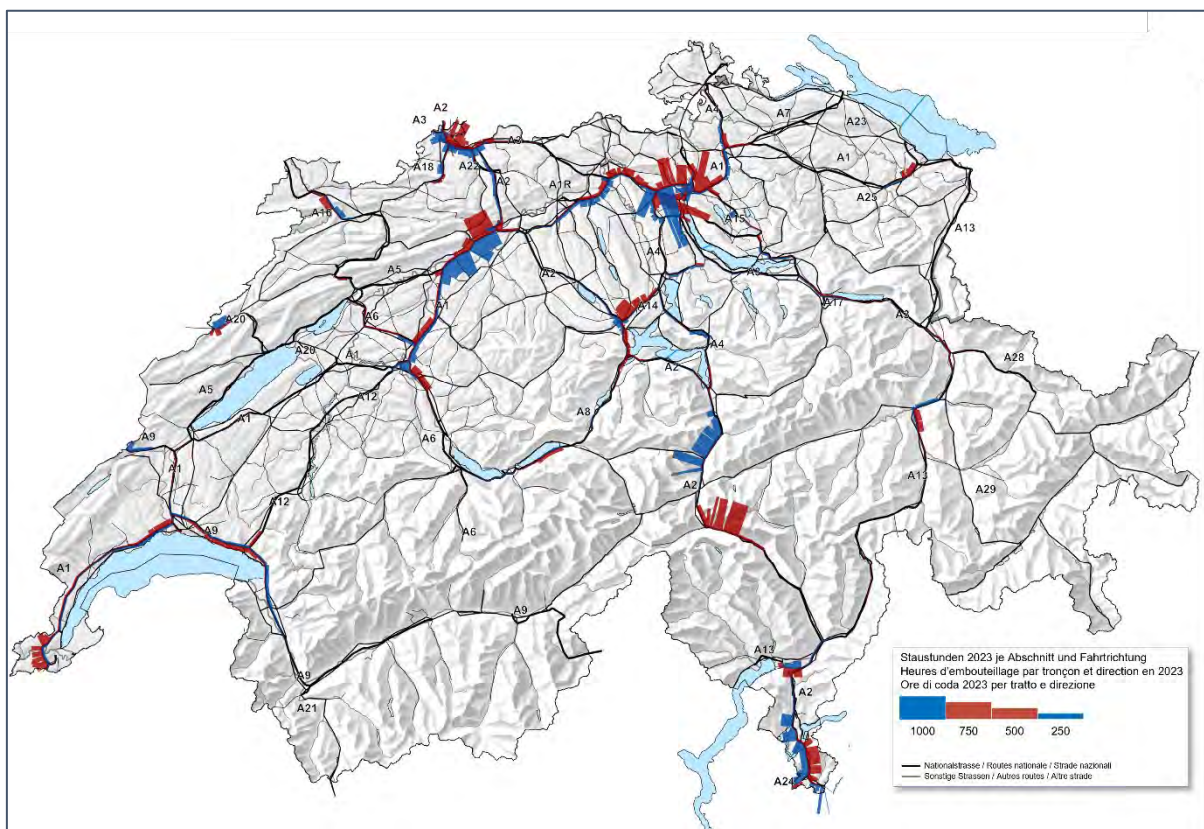 A2
A3
A4
A7
A3
A23
A22
A18
A2
A1
A1
A1R
A16
A25
A15
A13
A4
A5
A2
A3
A14
A17
A1
A3
A20
A6
A4
A20
A1
A2
A28
A5
A12
A8
A1
A6
A9
A1
A2
A13
A29
A12
A9
A6
A1
A9
A13
A9
A2
A21
A24
Staustunden 2023 je Abschnitt und Fahrtrichtung
Heures d'embouteillage par tronçon et direction en 2023
Ore di coda 2023 per tratto e direzione
1000 750 500 250
Nationalstrasse / Routes nationale / Strade nazionali
Sonstige Strassen / Autres routes / Altre strade